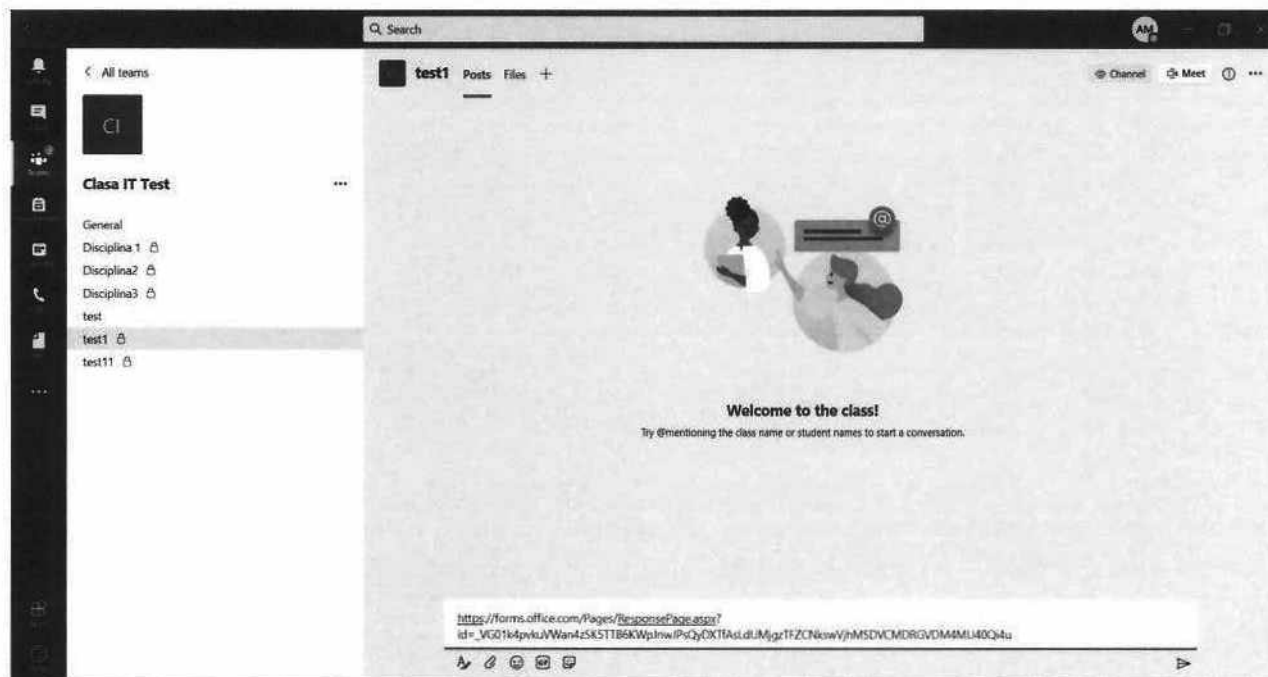 Search
AM
All teams
CI
Clasa IT Test
General
Disciplina 1
Disciplina2
Disciplina3
test
test1
test11
Teams
test1 Posts Files +
Channel Meet
Welcome to the class!
Try @mentioning the class name or student names to start a conversation.
https://forms.office.com/Pages/ResponsePage.aspx?